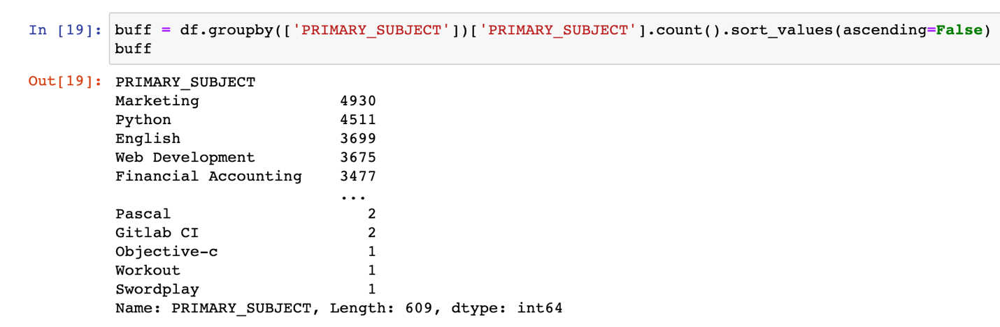 In [19]: buff = df.groupby(['PRIMARY_SUBJECT'])['PRIMARY_SUBJECT'].count().sort_values(ascending=False)
buff
Out[19]: PRIMARY_SUBJECT
Marketing 4930
Python 4511
English 3699
Web Development 3675
Financial Accounting 3477
...
Pascal 2
Gitlab CI 2
Objective-c 1
Workout 1
Swordplay 1
Name: PRIMARY_SUBJECT, Length: 609, dtype: int64